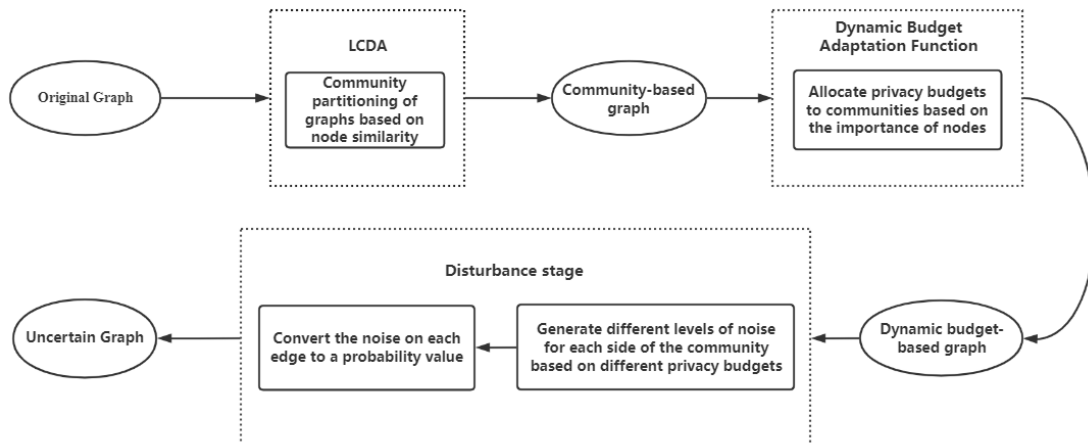 Original Graph
LCDA
Community
partitioning of
graphs based on
node similarity
Community-based
graph
Dynamic Budget
Adaptation Function
Allocate privacy budgets
to communities based on
the importance of nodes
Dynamic budget-
based graph
Disturbance stage
Generate different levels of noise
for each side of the community
based on different privacy budgets
Convert the noise on each
edge to a probability value
Uncertain Graph